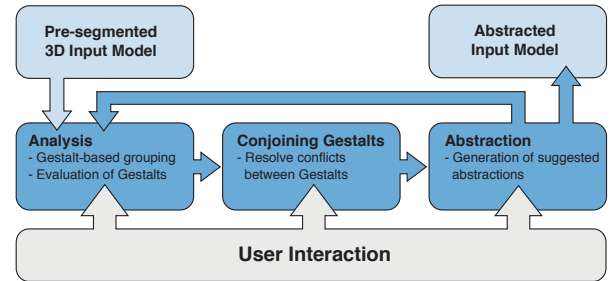 Pre-segmented
3D Input Model
Abstracted
Input Model
Analysis
- Gestalt-based grouping
- Evaluation of Gestalts
Conjoining Gestalts
- Resolve conflicts
between Gestalts
Abstraction
- Generation of suggested
abstractions
User Interaction